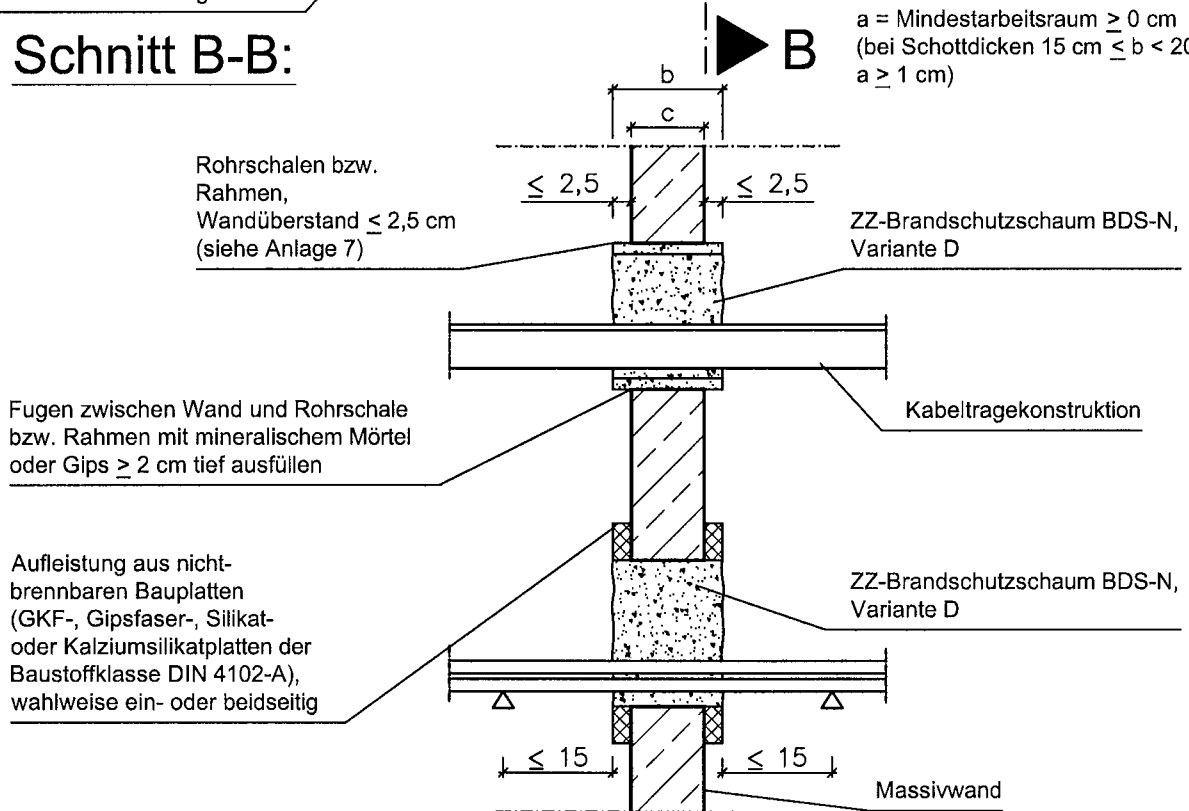 Schnitt B-B:
B
a = Mindestarbeitsraum ≥ 0 cm
(bei Schottdicken 15 cm ≤ b < 20
a ≥ 1 cm)
b
c
Rohrschalen bzw.
Rahmen,
Wandüberstand ≤ 2,5 cm
(siehe Anlage 7)
≤ 2,5
≤ 2,5
ZZ-Brandschutzschaum BDS-N,
Variante D
Fugen zwischen Wand und Rohrschale
bzw. Rahmen mit mineralischem Mörtel
oder Gips ≥ 2 cm tief ausfüllen
Kabeltragekonstruktion
Aufleistung aus nicht-
brennbaren Bauplatten
(GKF-, Gipsfaser-, Silikat-
oder Kalziumsilikatplatten der
Baustoffklasse DIN 4102-A),
wahlweise ein- oder beidseitig
ZZ-Brandschutzschaum BDS-N,
Variante D
≤ 15
≤ 15
Massivwand